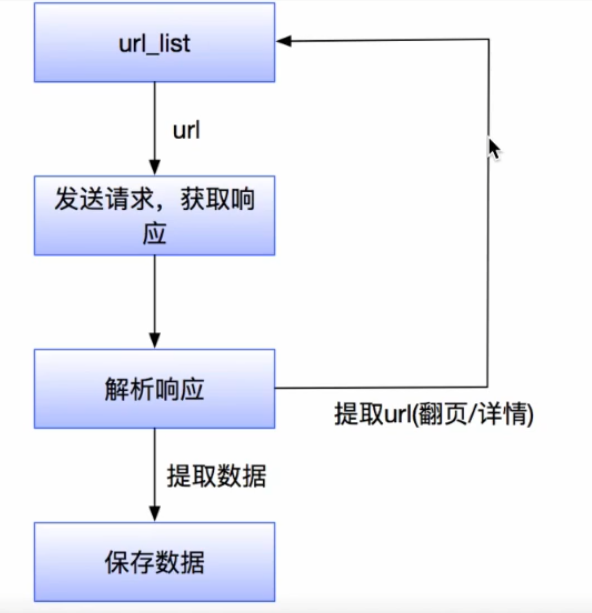 url_list
url
发送请求，获取响
应
解析响应
提取url(翻页/详情)
提取数据
保存数据